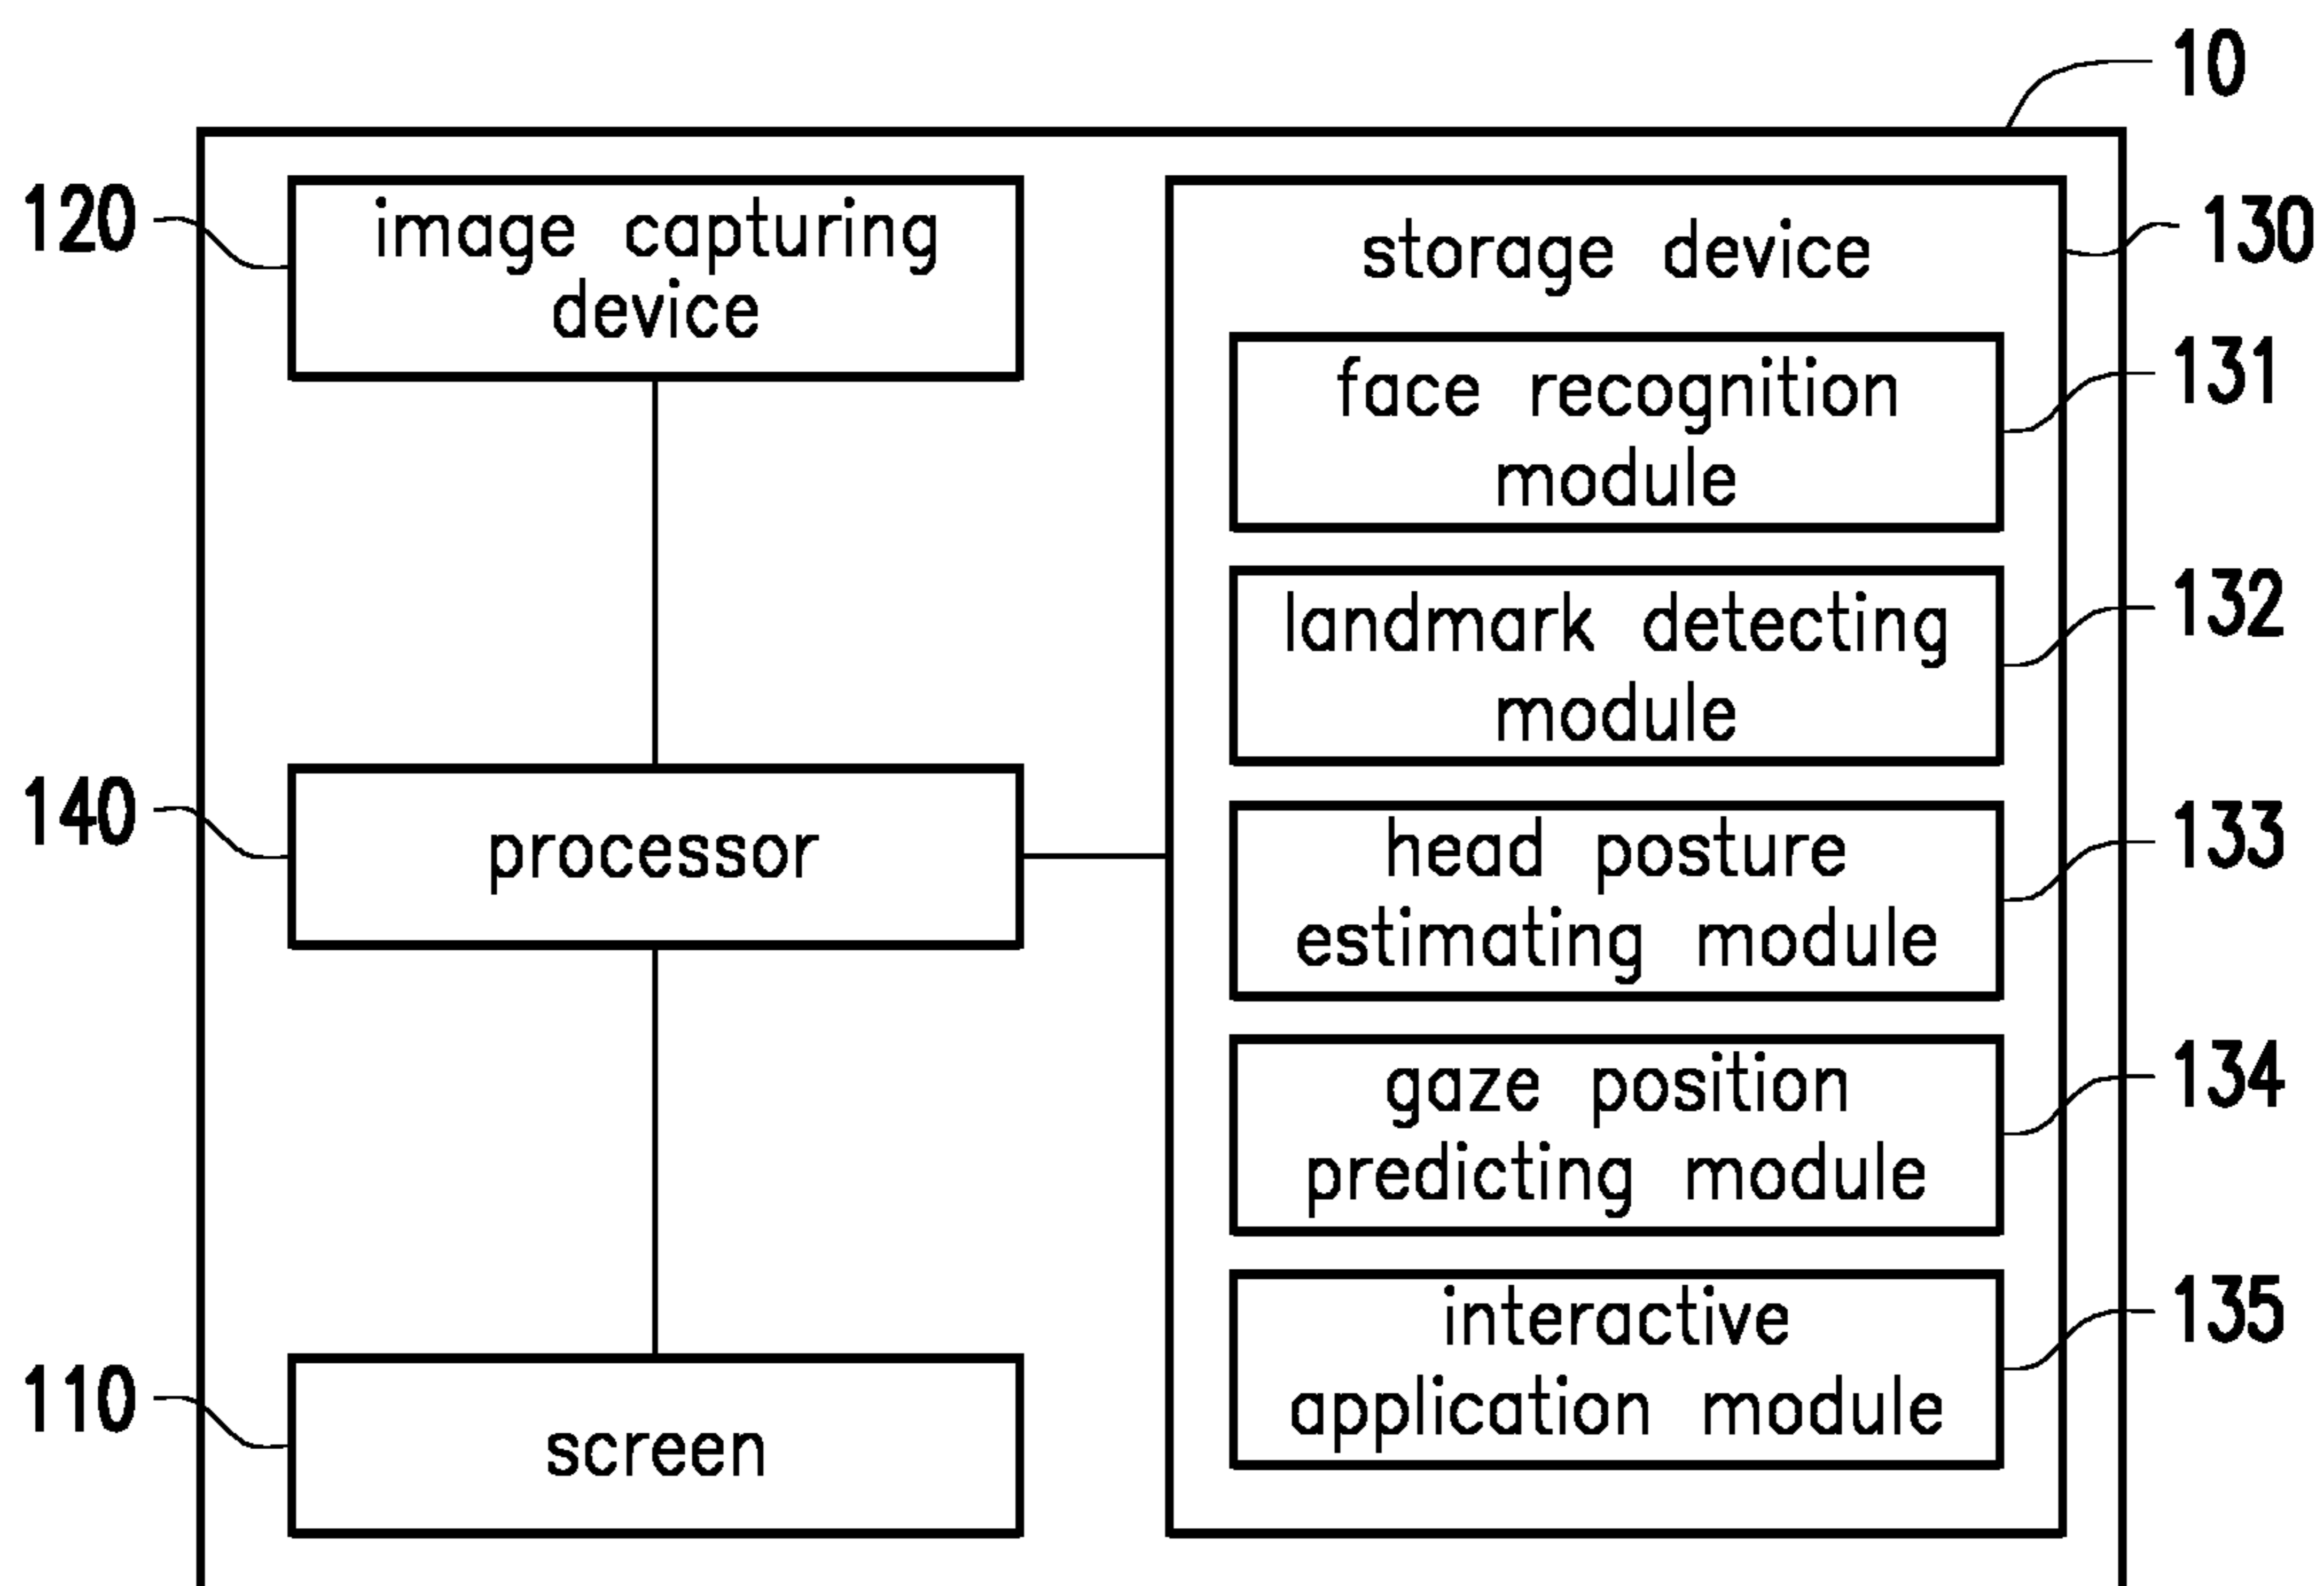 10
120
image capturing
device
storage device
130
face recognition
module
131
landmark detecting
module
132
140
processor
head posture
estimating module
133
gaze position
predicting module
134
110
screen
interactive
application module
135